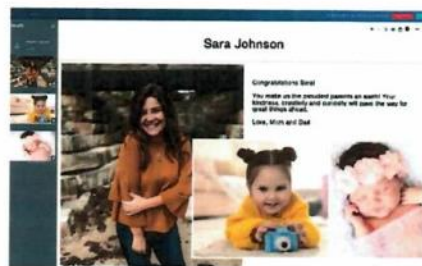 Sara Johnson
Congratulations Sara!
You make us the proudest parents on earth! Your
kindness, creativity and curiosity will pave the way for
great things ahead.
Love, Mom and Dad